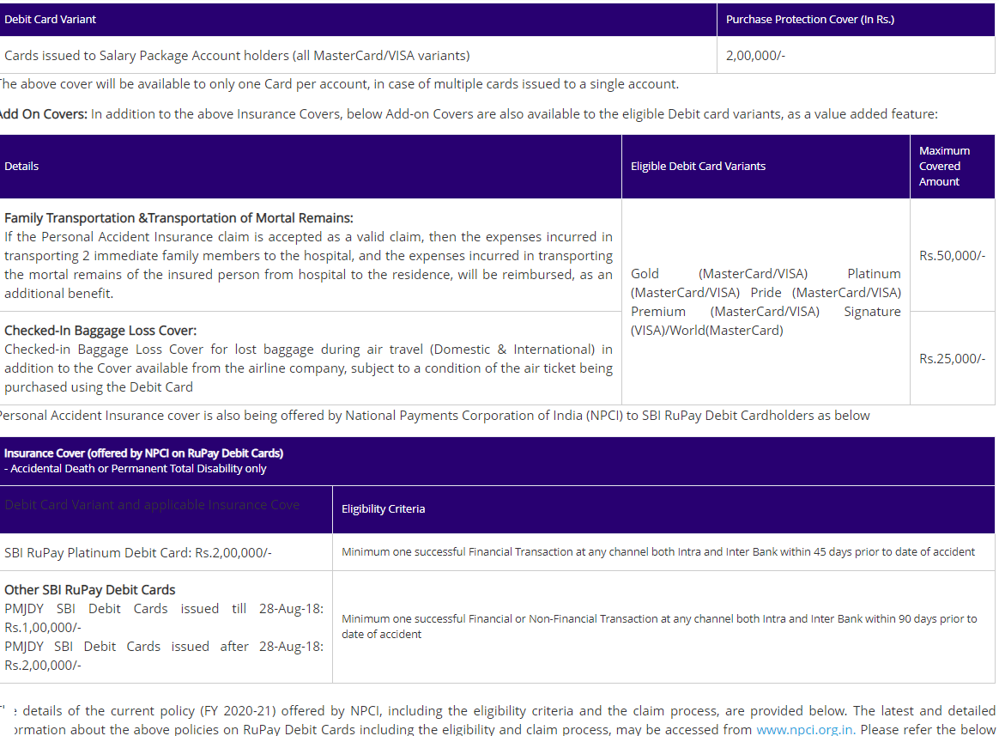 Debit Card Variant
Purchase Protection Cover (In Rs.)
Cards issued to Salary Package Account holders (all MasterCard/VISA variants)
2,00,000/-
The above cover will be available to only one Card per account, in case of multiple cards issued to a single account.
Add On Covers: In addition to the above Insurance Covers, below Add-on Covers are also available to the eligible Debit card variants, as a value added feature:
Details
Eligible Debit Card Variants
Maximum
Covered
Amount
Family Transportation &Transportation of Mortal Remains:
If the Personal Accident Insurance claim is accepted as a valid claim, then the expenses incurred in
transporting 2 immediate family members to the hospital, and the expenses incurred in transporting
the mortal remains of the insured person from hospital to the residence, will be reimbursed, as an
additional benefit.
Gold (MasterCard/VISA) Platinum
(MasterCard/VISA) Pride (MasterCard/VISA)
Premium (MasterCard/VISA) Signature
(VISA)/World(MasterCard)
Rs.50,000/-
Checked-In Baggage Loss Cover:
Checked-in Baggage Loss Cover for lost baggage during air travel (Domestic & International) in
addition to the Cover available from the airline company, subject to a condition of the air ticket being
purchased using the Debit Card
Rs.25,000/-
Personal Accident Insurance cover is also being offered by National Payments Corporation of India (NPCI) to SBI RuPay Debit Cardholders as below
Insurance Cover (offered by NPCI on RuPay Debit Cards)
- Accidental Death or Permanent Total Disability only
Debit Card Variant and applicable Insurance Cove
Eligibility Criteria
SBI RuPay Platinum Debit Card: Rs.2,00,000/-
Minimum one successful Financial Transaction at any channel both Intra and Inter Bank within 45 days prior to date of accident
Other SBI RuPay Debit Cards
PMJDY SBI Debit Cards issued till 28-Aug-18:
Rs.1,00,000/-
PMJDY SBI Debit Cards issued after 28-Aug-18:
Rs.2,00,000/-
Minimum one successful Financial or Non-Financial Transaction at any channel both Intra and Inter Bank within 90 days prior to
date of accident
details of the current policy (FY 2020-21) offered by NPCI, including the eligibility criteria and the claim process, are provided below. The latest and detailed
ormation about the above policies on RuPay Debit Cards including the eligibility and claim process, may be accessed from www.npci.org.in. Please refer the below